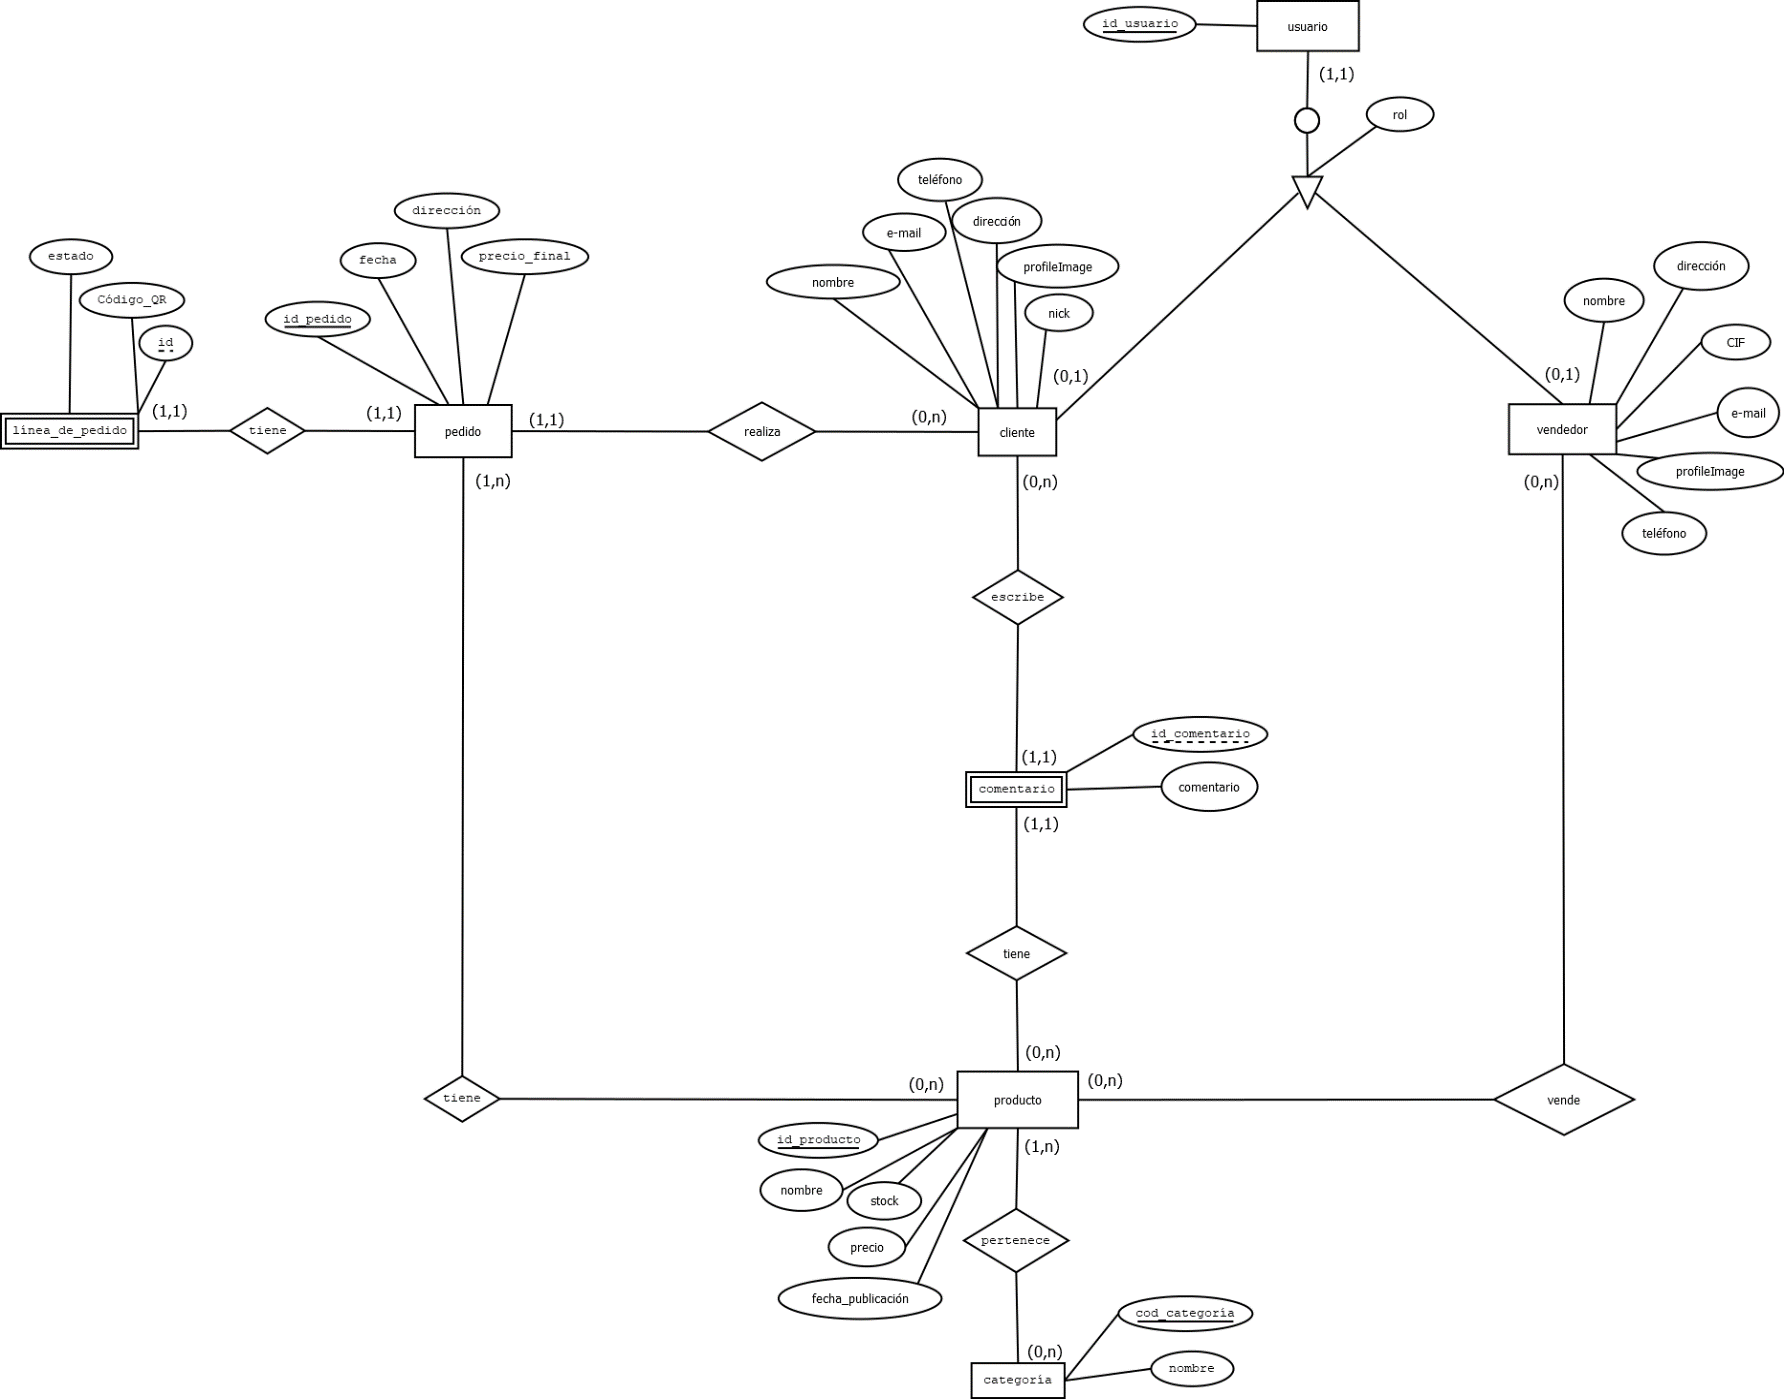 id_usuario
usuario
(1,1)
rol
teléfono
dirección
e-mail
profileImage
nombre
nick
dirección
precio_final
fecha
id_pedido
estado
Código_QR
id
dirección
nombre
CIF
e-mail
profileImage
teléfono
(0,1)
(0,1)
línea_de_pedido
(1,1)
tiene
(1,1)
pedido
(1,1)
realiza
(0,n)
cliente
vendedor
(1,n)
(0,n)
(0,n)
escribe
(1,1)
id_comentario
comentario
comentario
(1,1)
tiene
(0,n)
tiene
(0,n)
producto
(0,n)
vende
id_producto
(1,n)
nombre
stock
precio
fecha_publicación
pertenece
cod_categoría
(0,n)
nombre
categoría